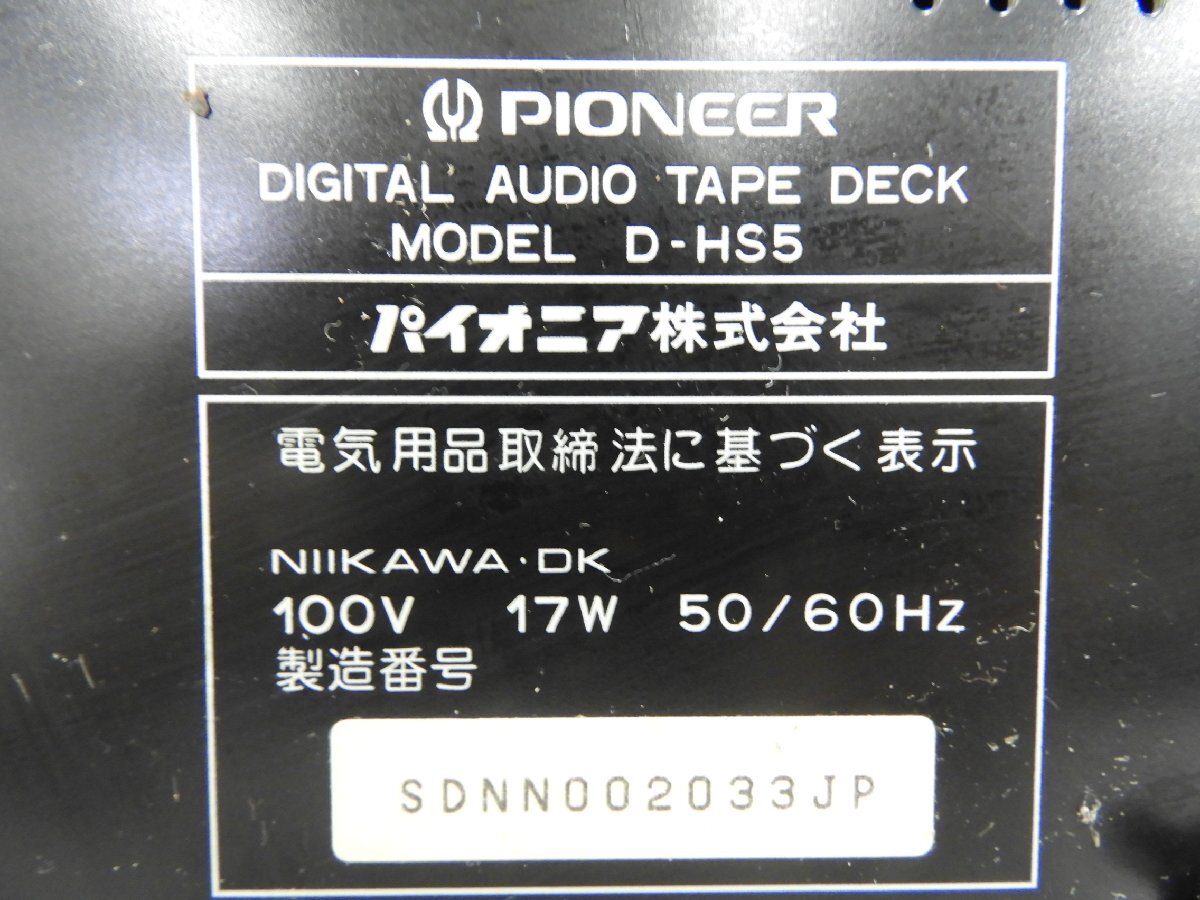 PIONEER
DIGITAL AUDIO TAPE DECK
MODEL D-HS5
パイオニア株式会社
電気用品取締法に基づく表示
NIIKAWA・DK
100V 17W 50/60Hz
製造番号
SDNN002033JP